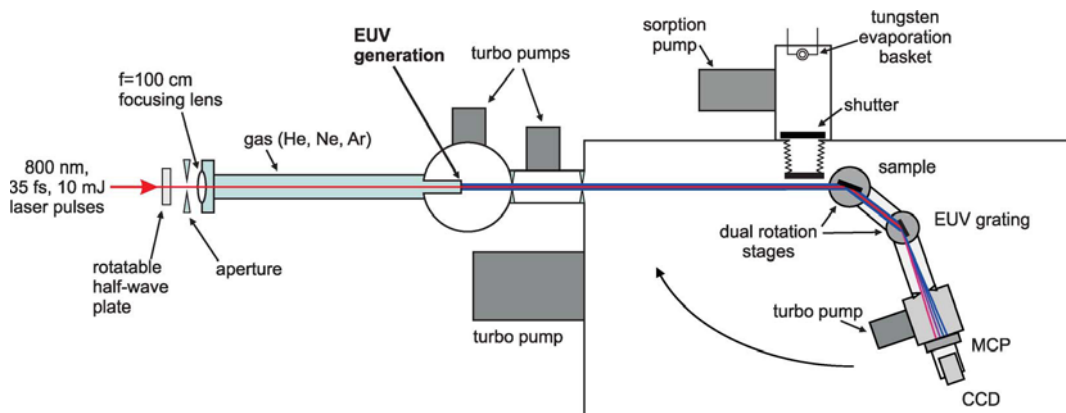 800 nm,
35 fs, 10 mJ
laser pulses
f=100 cm
focusing lens
rotatable
half-wave
plate
aperture
gas (He, Ne, Ar)
EUV
generation
turbo pumps
turbo pump
sorption
pump
tungsten
evaporation
basket
shutter
sample
EUV grating
dual rotation
stages
turbo pump
MCP
CCD